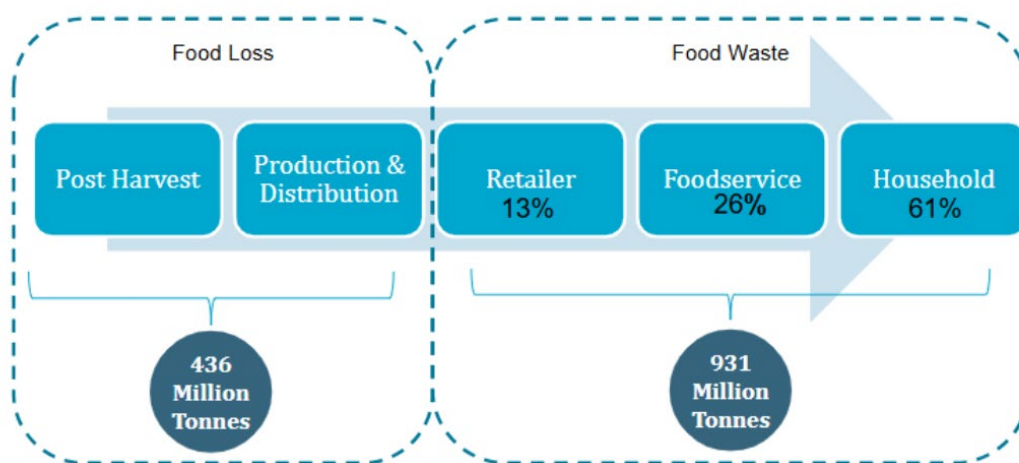 Food Loss
Food Waste
Post Harvest
Production &
Distribution
Retailer
13%
Foodservice
26%
Household
61%
436
Million
Tonnes
931
Million
Tonnes